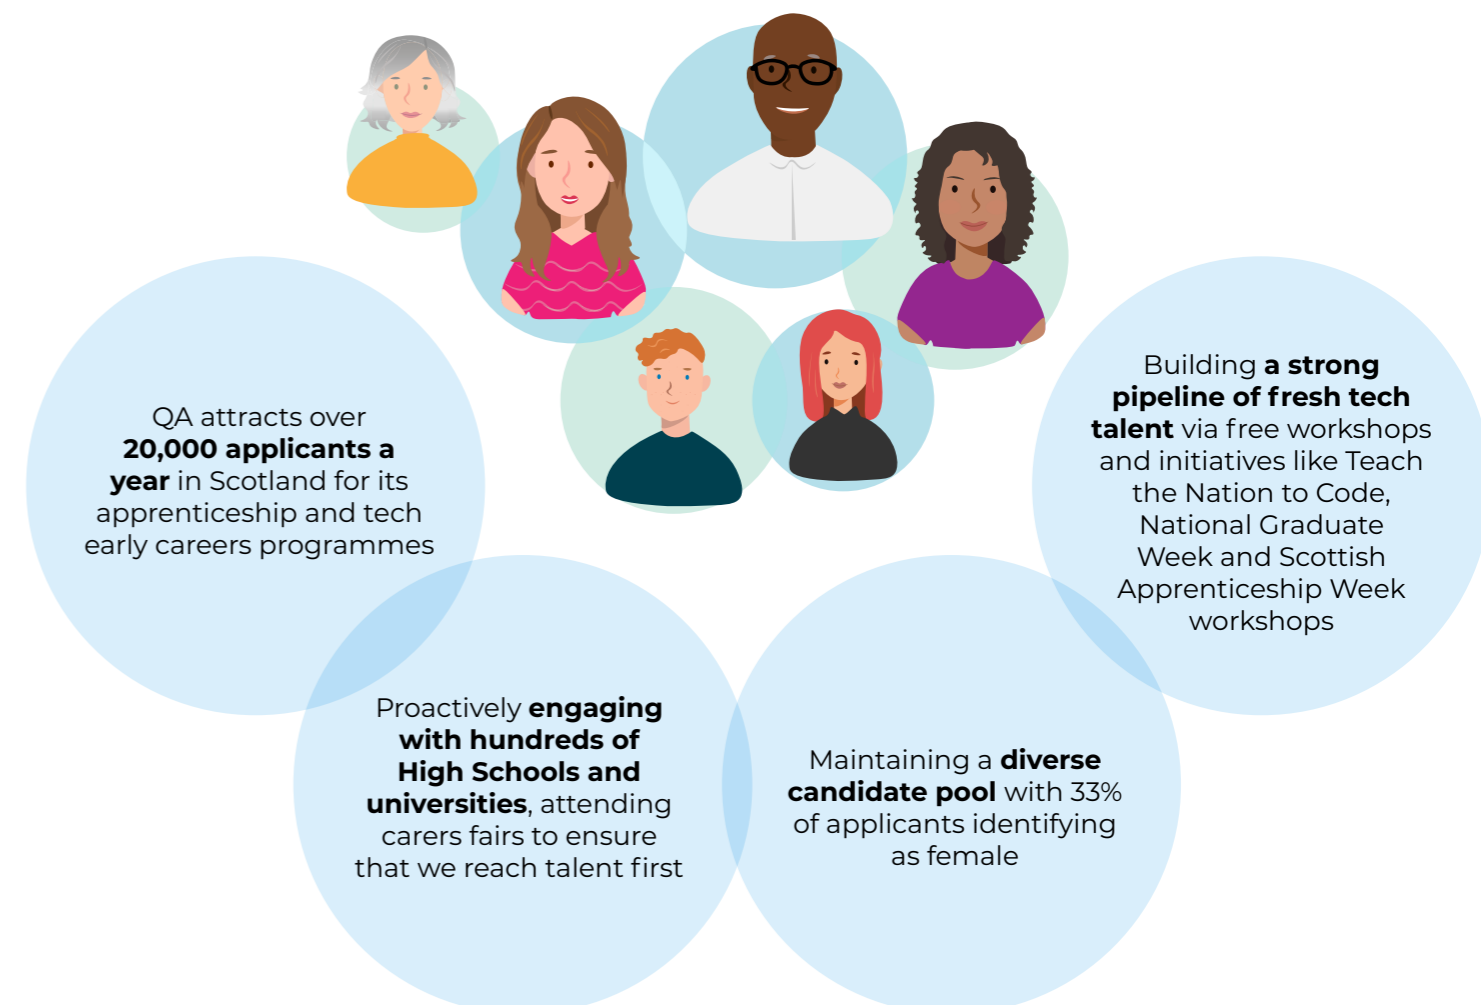 QA attracts over
20,000 applicants a
year in Scotland for its
apprenticeship and tech
early careers programmes
Proactively engaging
with hundreds of
High Schools and
universities, attending
carers fairs to ensure
that we reach talent first
Maintaining a diverse
candidate pool with 33%
of applicants identifying
as female
Building a strong
pipeline of fresh tech
talent via free workshops
and initiatives like Teach
the Nation to Code,
National Graduate
Week and Scottish
Apprenticeship Week
workshops